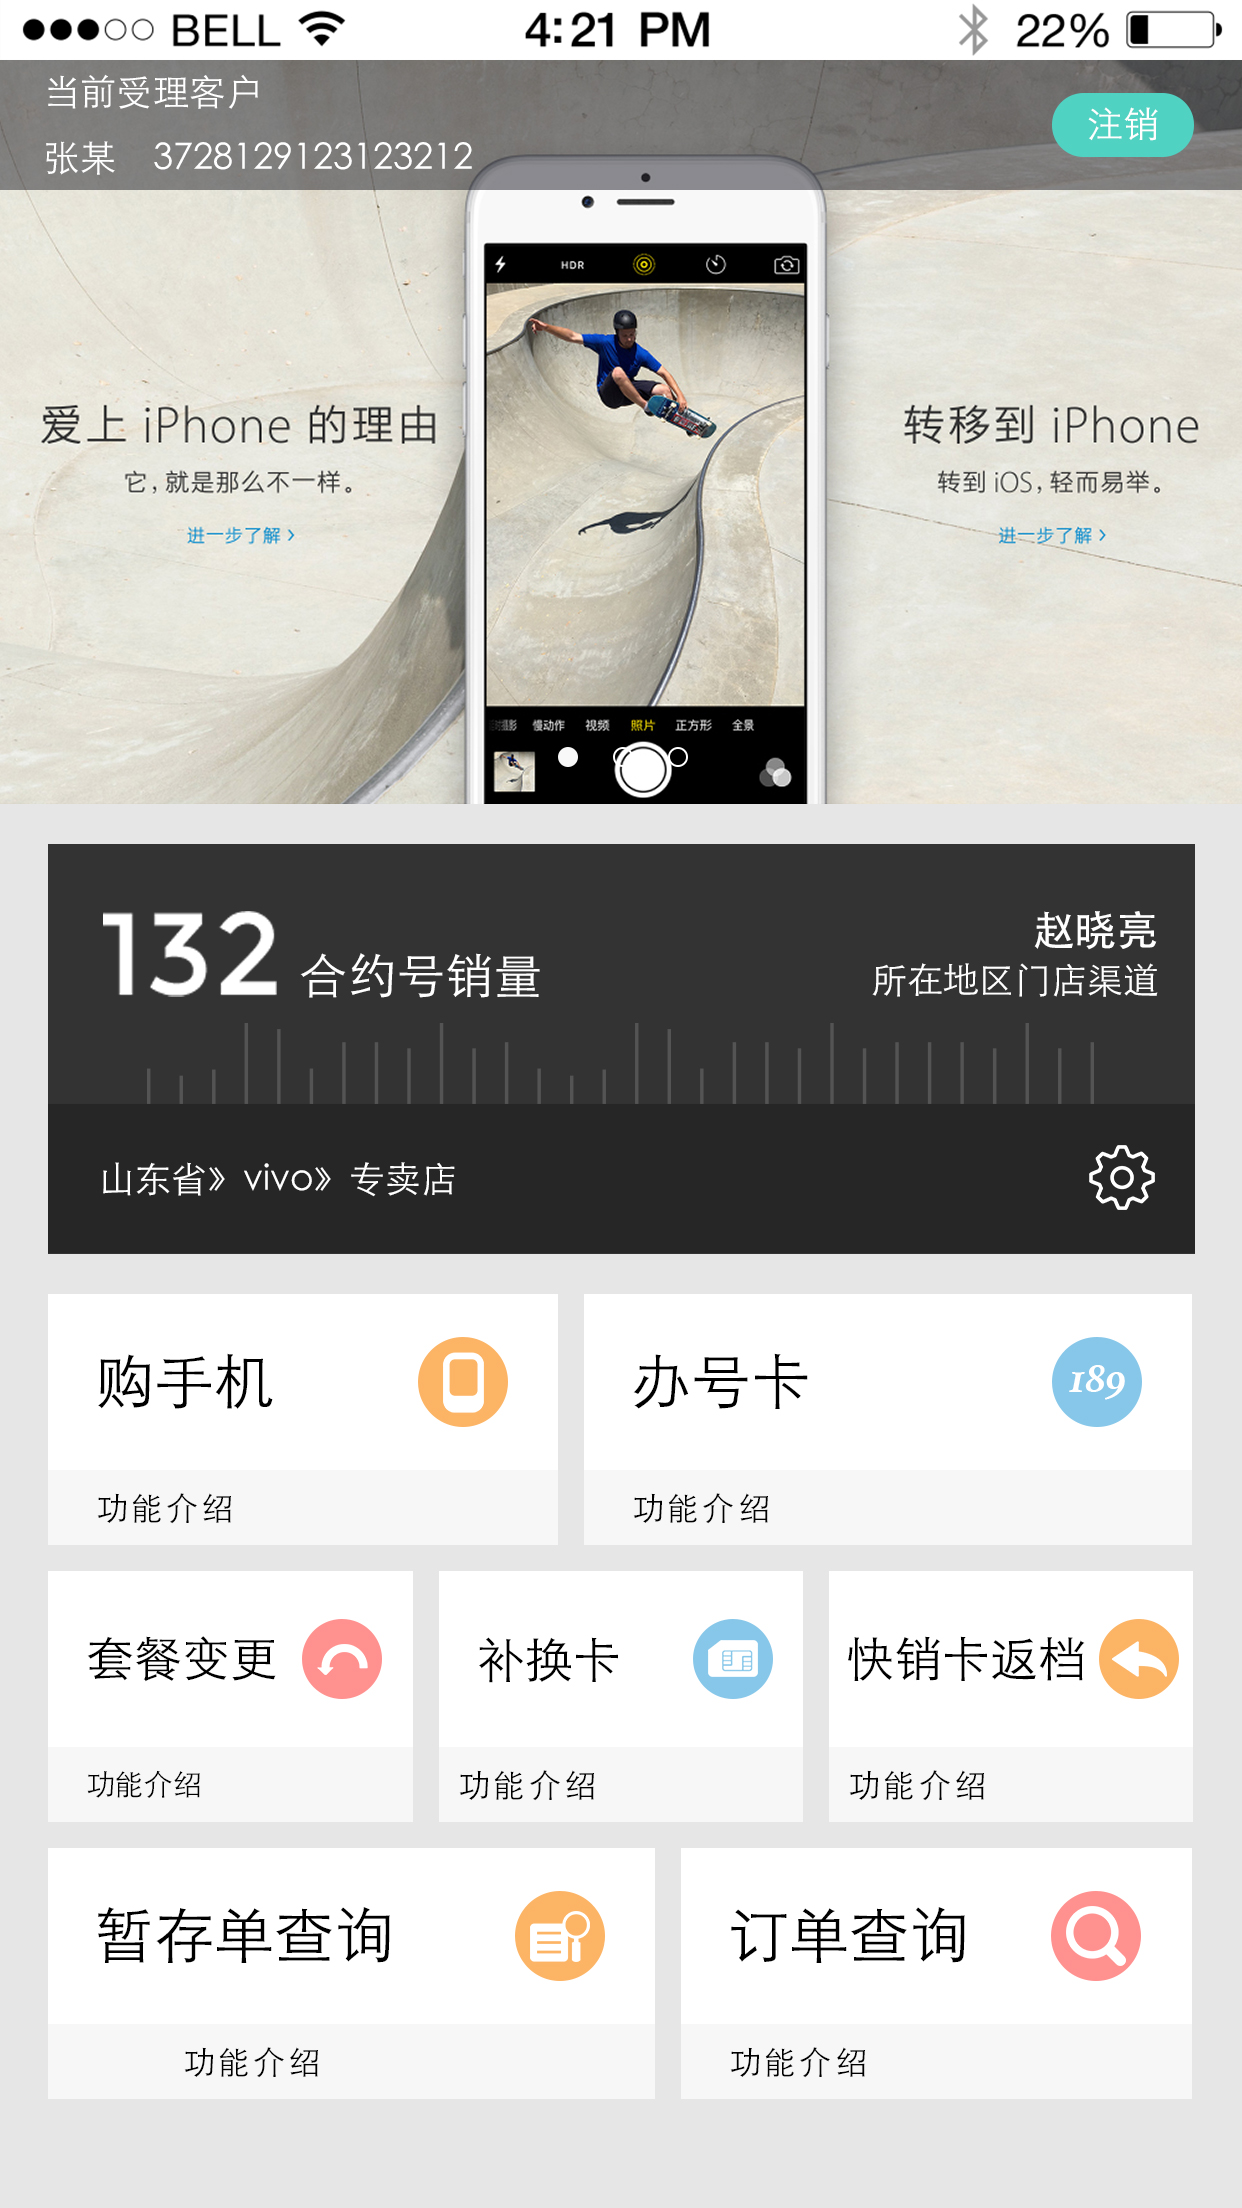 BELL 4:21 PM 22%
当前受理客户
张某 3728129123123212
注销
HDR
爱上 iPhone 的理由
它，就是那么不一样。
进一步了解 >
转移到 iPhone
转到 iOS，轻而易举。
进一步了解 >
慢动作 视频 照片 正方形 全景
132 合约号销量
赵晓亮
所在地区门店渠道
山东省》 vivo》 专卖店
购手机
功能介绍
办号卡
189
功能介绍
套餐变更
功能介绍
补换卡
功能介绍
快销卡返档
功能介绍
暂存单查询
功能介绍
订单查询
功能介绍